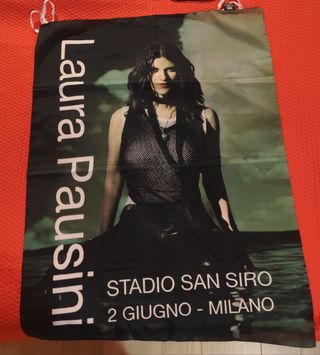 Laura Pausini
STADIO SAN SIRO
2 GIUGNO - MILANO